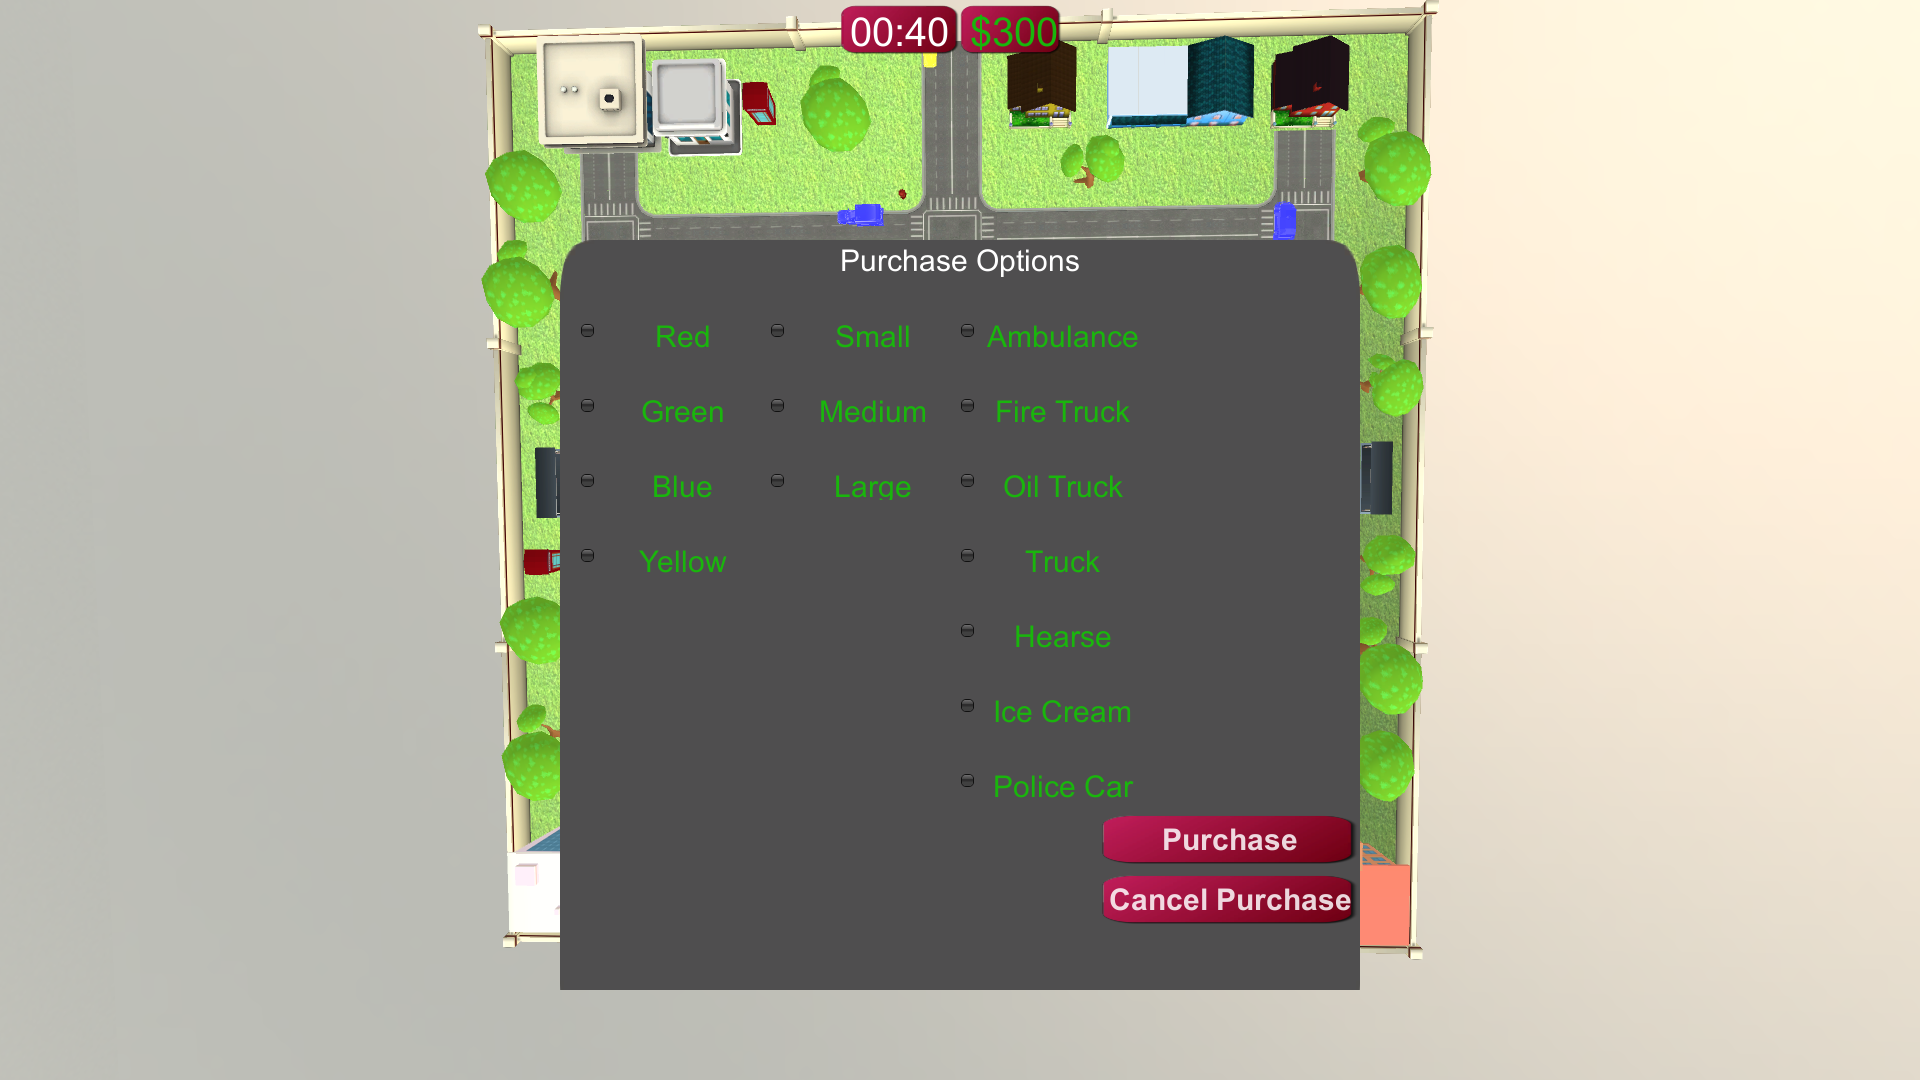 00:40 $300
Purchase Options
Red Small Ambulance
Green Medium Fire Truck
Blue Large Oil Truck
Yellow Truck
Hearse
Ice Cream
Police Car
Purchase
Cancel Purchase